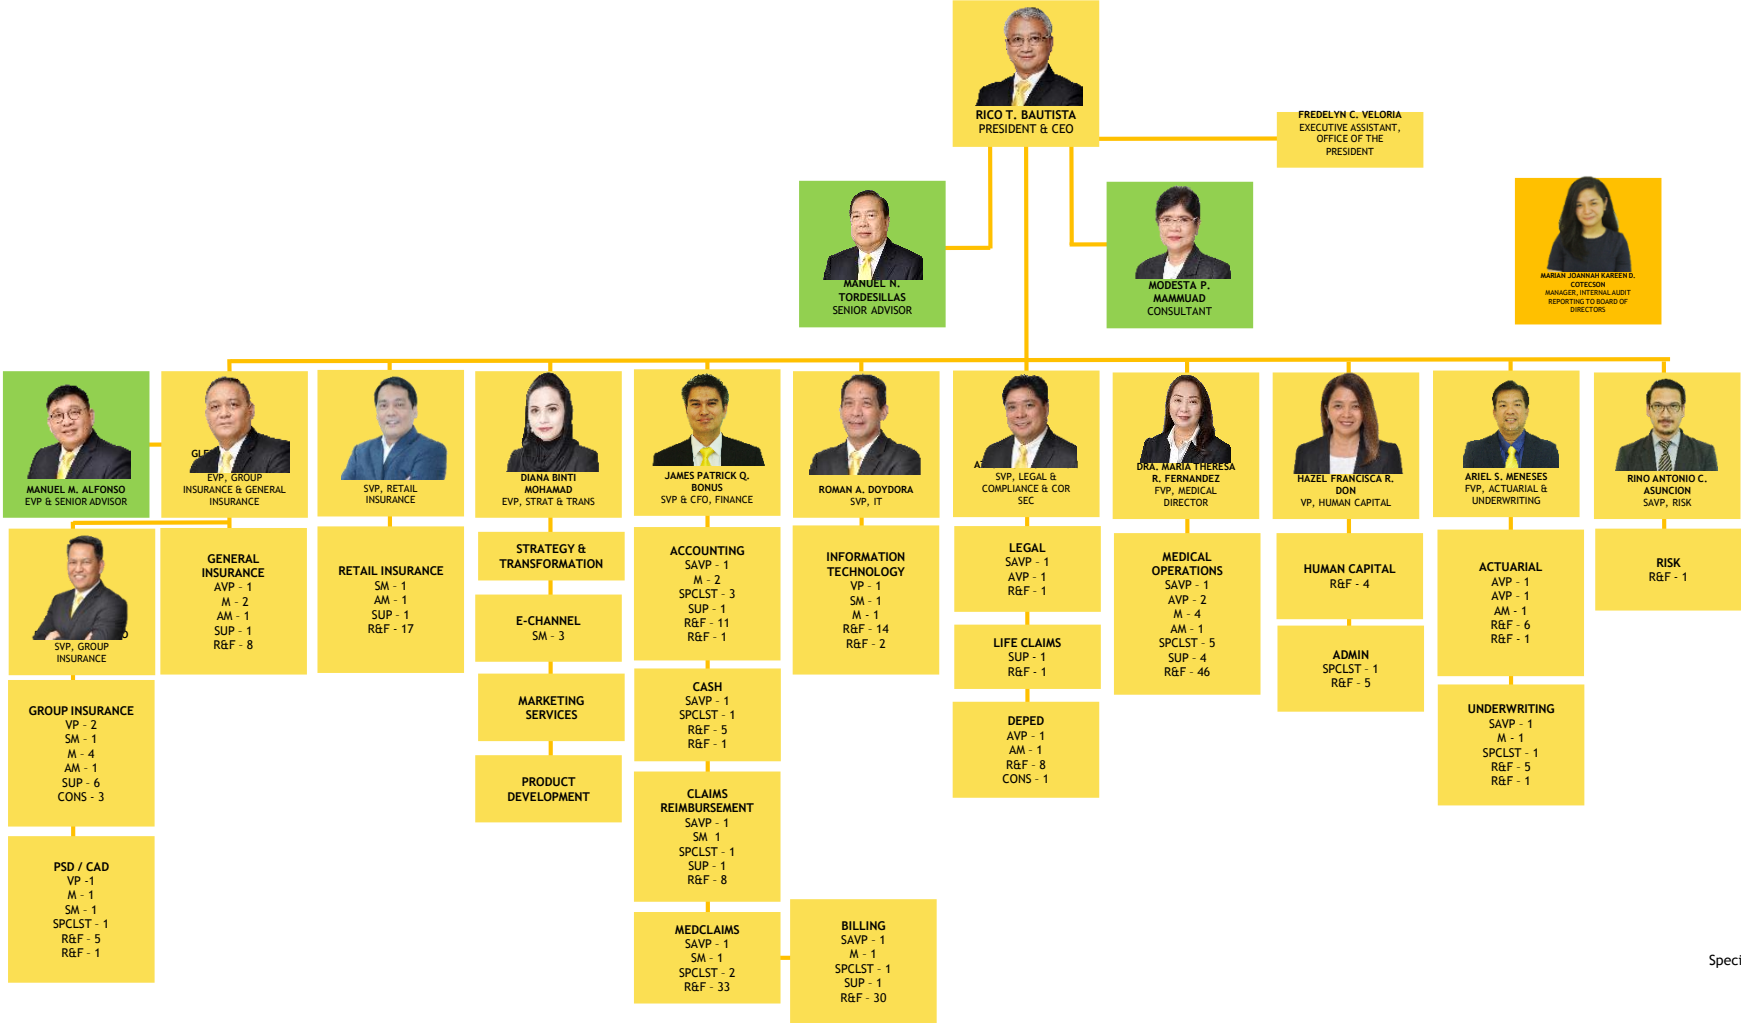 RICO T. BAUTISTA
PRESIDENT & CEO
FREDELYN C. VELORIA
EXECUTIVE ASSISTANT,
OFFICE OF THE
PRESIDENT
MANUEL N.
TORDESILLAS
SENIOR ADVISOR
MODESTA P.
MAMMUAD
CONSULTANT
MARIAN JOANNAH KAREEN D.
COTECSON
MANAGER, INTERNAL AUDIT
REPORTING TO BOARD OF
DIRECTORS
MANUEL M. ALFONSO
EVP & SENIOR ADVISOR
EVP, GROUP
INSURANCE & GENERAL
INSURANCE
SVP, RETAIL
INSURANCE
DIANA BINTI
MOHAMAD
EVP, STRAT & TRANS
JAMES PATRICK Q.
BONUS
SVP & CFO, FINANCE
ROMAN A. DOYDORA
SVP, IT
SVP, LEGAL &
COMPLIANCE & COR
SEC
DRA. MARIA THERESA
R. FERNANDEZ
FVP, MEDICAL
DIRECTOR
HAZEL FRANCISCA R.
DON
VP, HUMAN CAPITAL
ARIEL S. MENESES
FVP, ACTUARIAL &
UNDERWRITING
RINO ANTONIO C.
ASUNCION
SAVP, RISK
SVP, GROUP
INSURANCE
GROUP INSURANCE
VP – 2
SM – 1
M – 4
AM – 1
SUP – 6
CONS - 3
PSD / CAD
VP -1
M – 1
SM – 1
SPCLST – 1
R&F – 5
R&F – 1
GENERAL
INSURANCE
AVP – 1
M – 2
AM – 1
SUP – 1
R&F – 8
RETAIL INSURANCE
SM – 1
AM – 1
SUP – 1
R&F – 17
STRATEGY &
TRANSFORMATION
E-CHANNEL
SM – 3
MARKETING
SERVICES
PRODUCT
DEVELOPMENT
ACCOUNTING
SAVP – 1
M – 2
SPCLST – 3
SUP – 1
R&F – 11
R&F – 1
CASH
SAVP – 1
SPCLST – 1
R&F – 5
R&F – 1
CLAIMS
REIMBURSEMENT
SAVP – 1
SM 1
SPCLST – 1
SUP – 1
R&F – 8
MEDCLAIMS
SAVP – 1
SM – 1
SPCLST – 2
R&F – 33
BILLING
SAVP – 1
M – 1
SPCLST – 1
SUP – 1
R&F – 30
INFORMATION
TECHNOLOGY
VP – 1
SM – 1
M - 1
R&F – 14
R&F – 2
LEGAL
SAVP – 1
AVP – 1
R&F - 1
LIFE CLAIMS
SUP - 1
R&F - 1
DEPED
AVP – 1
AM – 1
R&F – 8
CONS – 1
MEDICAL
OPERATIONS
SAVP – 1
AVP – 2
M – 4
AM – 1
SPCLST – 5
SUP – 4
R&F – 46
HUMAN CAPITAL
R&F – 4
ADMIN
SPCLST – 1
R&F – 5
ACTUARIAL
AVP – 1
AVP – 1
AM – 1
R&F – 6
R&F – 1
UNDERWRITING
SAVP – 1
M - 1
SPCLST – 1
R&F – 5
R&F – 1
RISK
R&F – 1